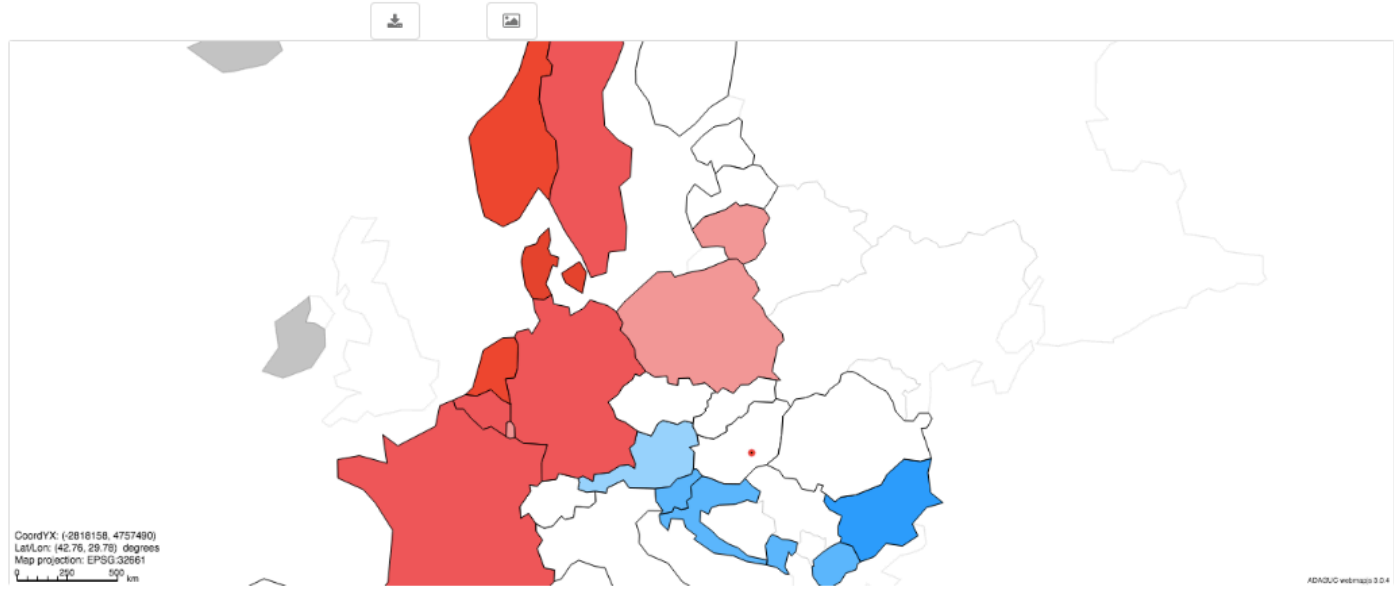 CoordYX: (-2818158, 4757490)
Lat/Lon: (42.76, 29.78) degrees
Map projection: EPSG:32661
0 250 500 km
ADAGUC webmapjs 3.0.4